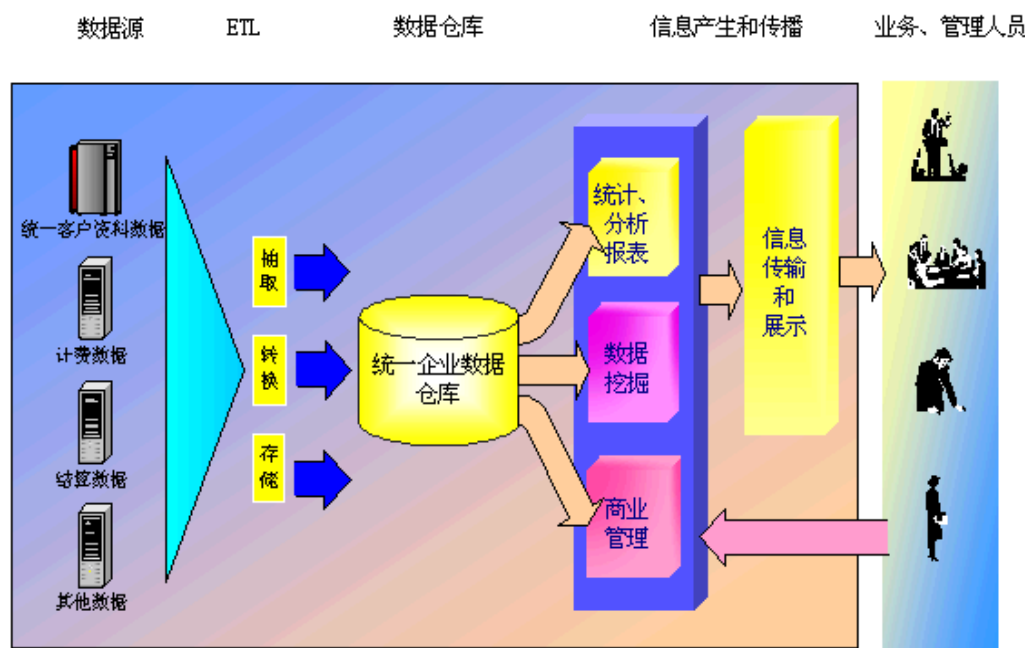 数据源
ETL
数据仓库
信息产生和传播
业务、管理人员
统一客户资料数据
计费数据
结算数据
其他数据
抽
取
转
换
存
储
统一企业数据
仓库
统计、
分析
报表
数据
挖掘
商业
管理
信息
传输
和
展示